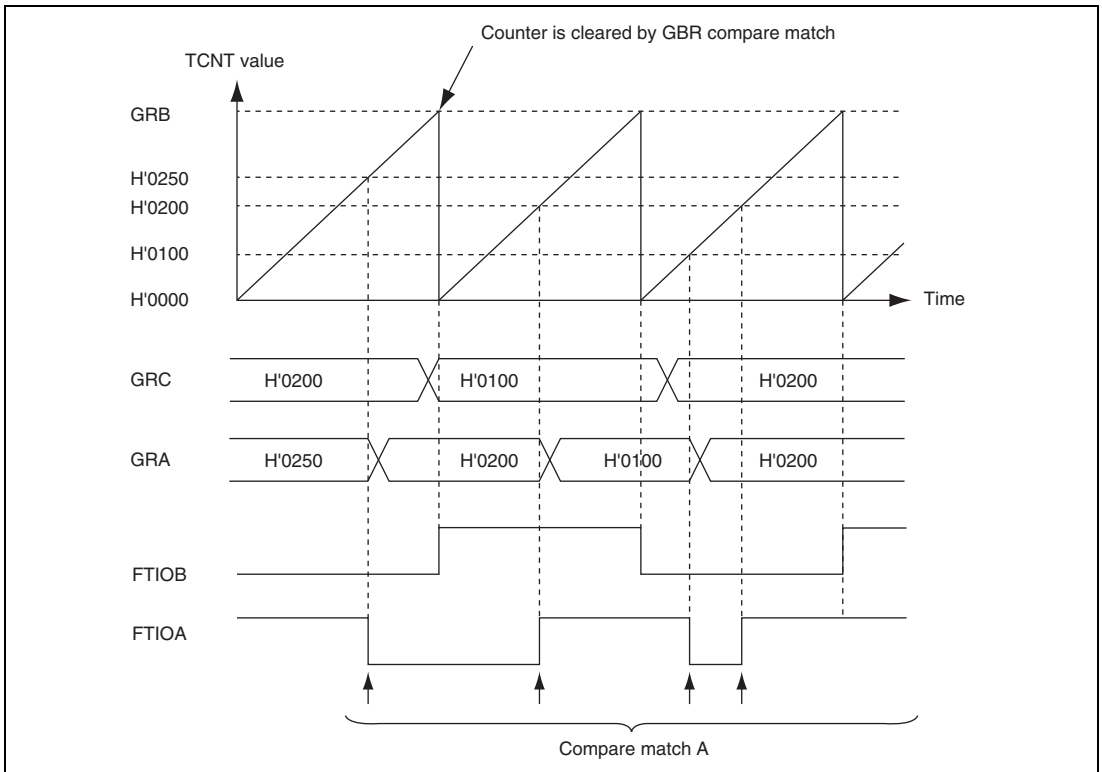 Counter is cleared by GBR compare match
TCNT value
GRB
H'0250
H'0200
H'0100
H'0000
Time
GRC
H'0200
H'0100
H'0200
GRA
H'0250
H'0200
H'0100
H'0200
FTIOB
FTIOA
Compare match A